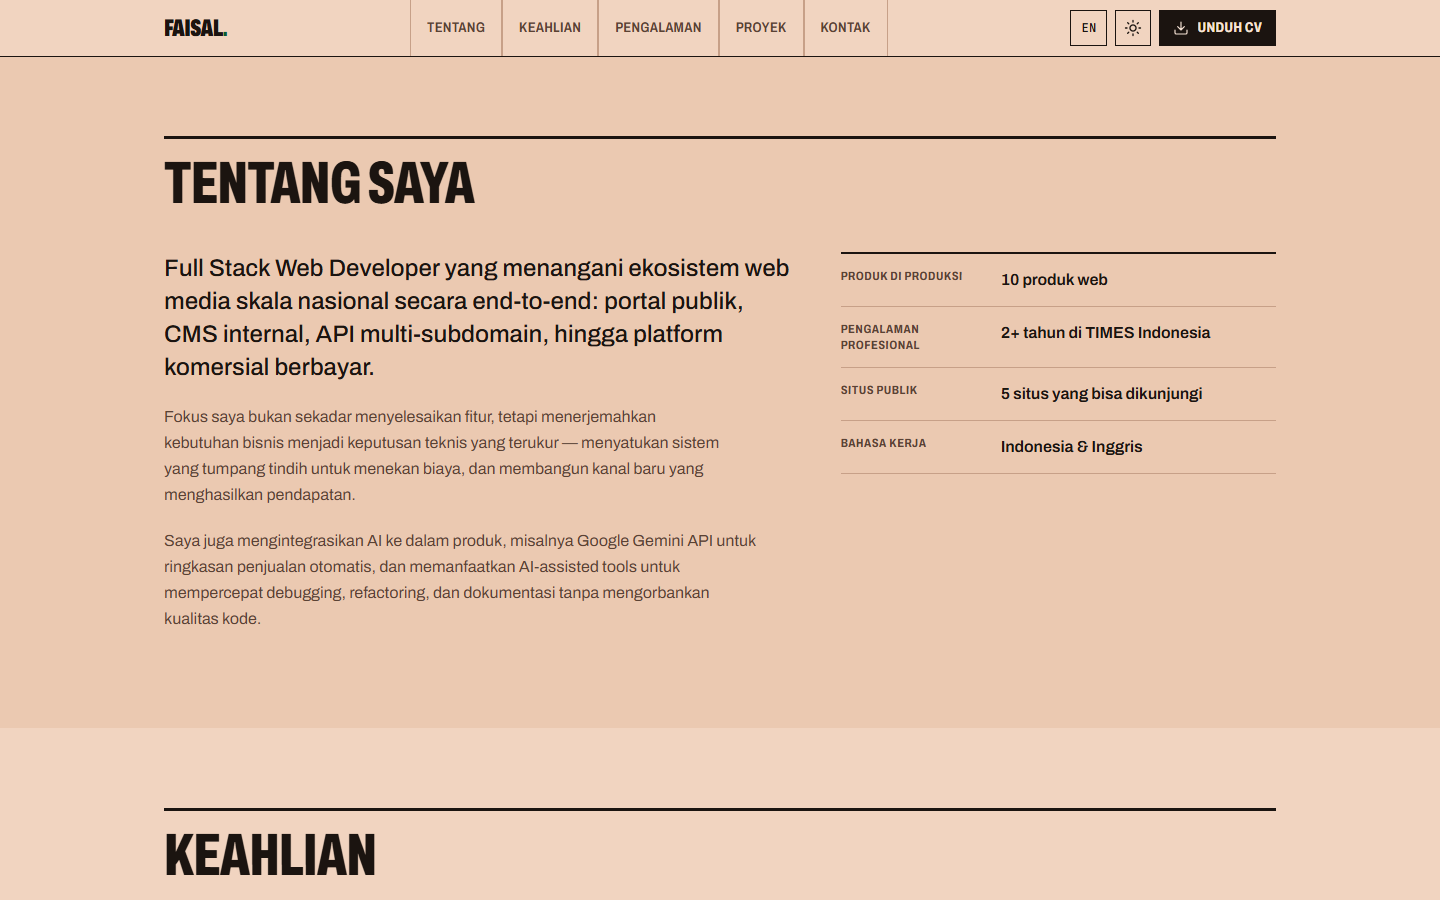 FAISAL.
TENTANG
KEAHLIAN
PENGALAMAN
PROYEK
KONTAK
EN
UNDUH CV
TENTANG SAYA
Full Stack Web Developer yang menangani ekosistem web
media skala nasional secara end-to-end: portal publik,
CMS internal, API multi-subdomain, hingga platform
komersial berbayar.
Fokus saya bukan sekadar menyelesaikan fitur, tetapi menerjemahkan
kebutuhan bisnis menjadi keputusan teknis yang terukur — menyatukan sistem
yang tumpang tindih untuk menekan biaya, dan membangun kanal baru yang
menghasilkan pendapatan.
Saya juga mengintegrasikan AI ke dalam produk, misalnya Google Gemini API untuk
ringkasan penjualan otomatis, dan memanfaatkan AI-assisted tools untuk
mempercepat debugging, refactoring, dan dokumentasi tanpa mengorbankan
kualitas kode.
PRODUK DI PRODUKSI
10 produk web
PENGALAMAN
PROFESIONAL
2+ tahun di TIMES Indonesia
SITUS PUBLIK
5 situs yang bisa dikunjungi
BAHASA KERJA
Indonesia & Inggris
KEAHLIAN